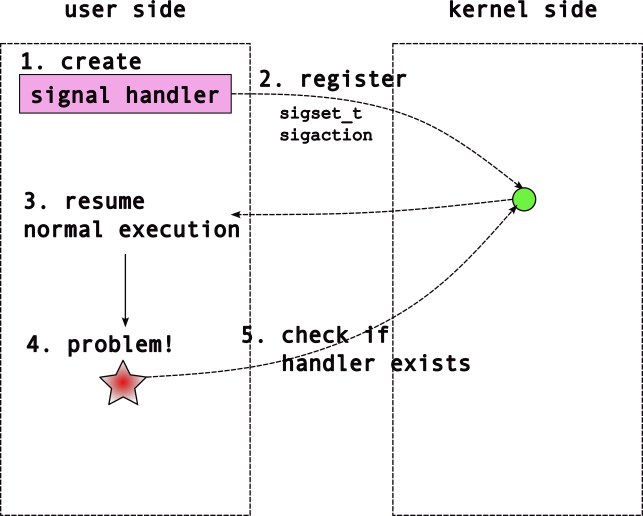 user side
kernel side
1. create
signal handler
2. register
sigset_t
sigaction
3. resume
normal execution
4. problem!
5. check if
handler exists